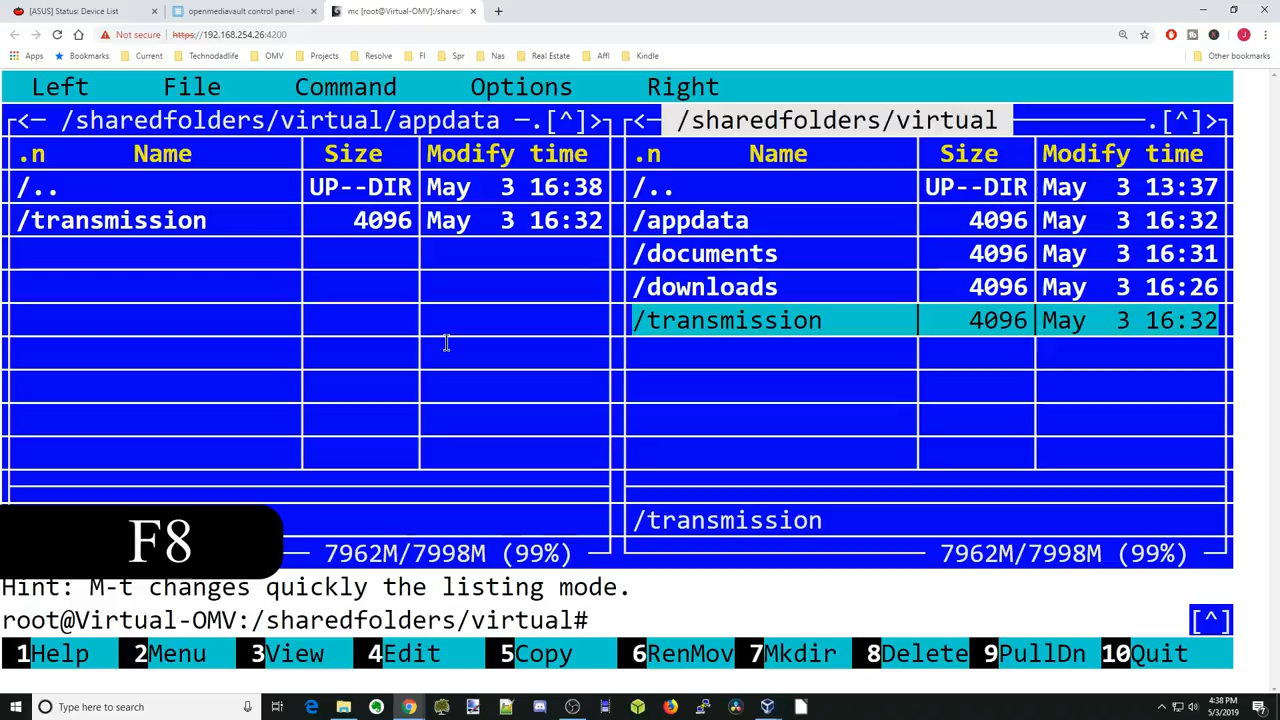 [ASUS] Status: Device List
openmediavault control panel -
mc [root@Virtual-OMV]:/shared
Not secure
https://192.168.254.26:4200
Apps
Bookmarks
Current
Technodadlife
OMV
Projects
Resolve
FI
Spr
Nas
Real Estate
Affl
Kindle
Other bookmarks
Left File Command Options Right
<─ /sharedfolders/virtual/appdata ─.[^]>
<─ /sharedfolders/virtual .[^]>
.n Name Size Modify time
.n Name Size Modify time
/.. UP--DIR May 3 16:38
/.. UP--DIR May 3 13:37
/transmission 4096 May 3 16:32
/appdata 4096 May 3 16:32
/documents 4096 May 3 16:31
/downloads 4096 May 3 16:26
/transmission 4096 May 3 16:32
/transmission
F8
7962M/7998M (99%)
7962M/7998M (99%)
Hint: M-t changes quickly the listing mode.
root@Virtual-OMV:/sharedfolders/virtual#
[^]
1Help 2Menu 3View 4Edit 5Copy 6RenMov 7Mkdir 8Delete 9PullDn 10Quit
Type here to search
4:38 PM
5/3/2019